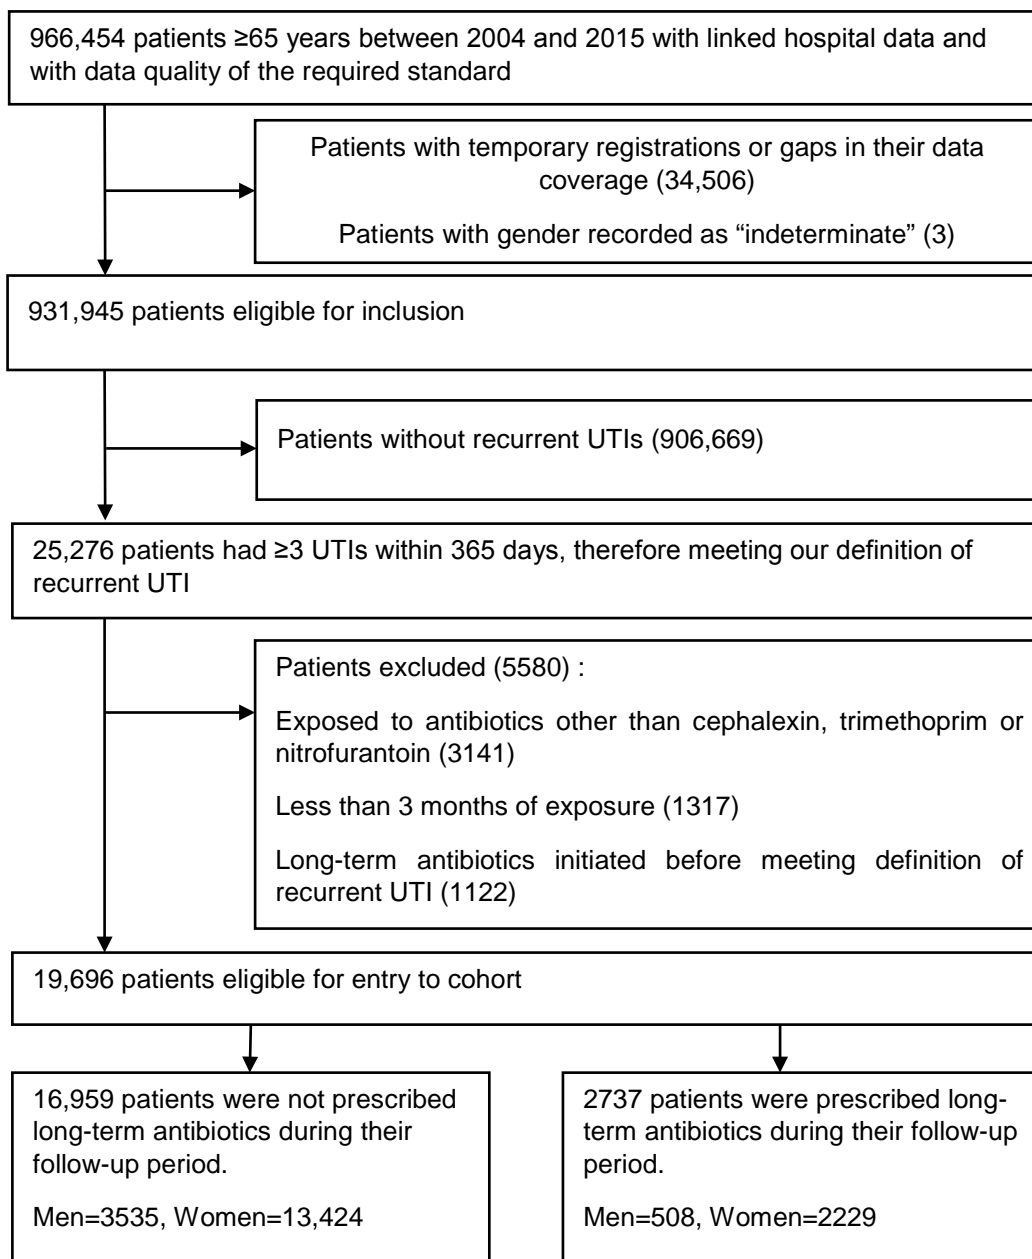 966,454 patients ≥65 years between 2004 and 2015 with linked hospital data and
with data quality of the required standard
Patients with temporary registrations or gaps in their data
coverage (34,506)
Patients with gender recorded as “indeterminate” (3)
931,945 patients eligible for inclusion
Patients without recurrent UTIs (906,669)
25,276 patients had ≥3 UTIs within 365 days, therefore meeting our definition of
recurrent UTI
Patients excluded (5580) :
Exposed to antibiotics other than cephalexin, trimethoprim or
nitrofurantoin (3141)
Less than 3 months of exposure (1317)
Long-term antibiotics initiated before meeting definition of
recurrent UTI (1122)
19,696 patients eligible for entry to cohort
16,959 patients were not prescribed
long-term antibiotics during their
follow-up period.
Men=3535, Women=13,424
2737 patients were prescribed long-
term antibiotics during their follow-up
period.
Men=508, Women=2229